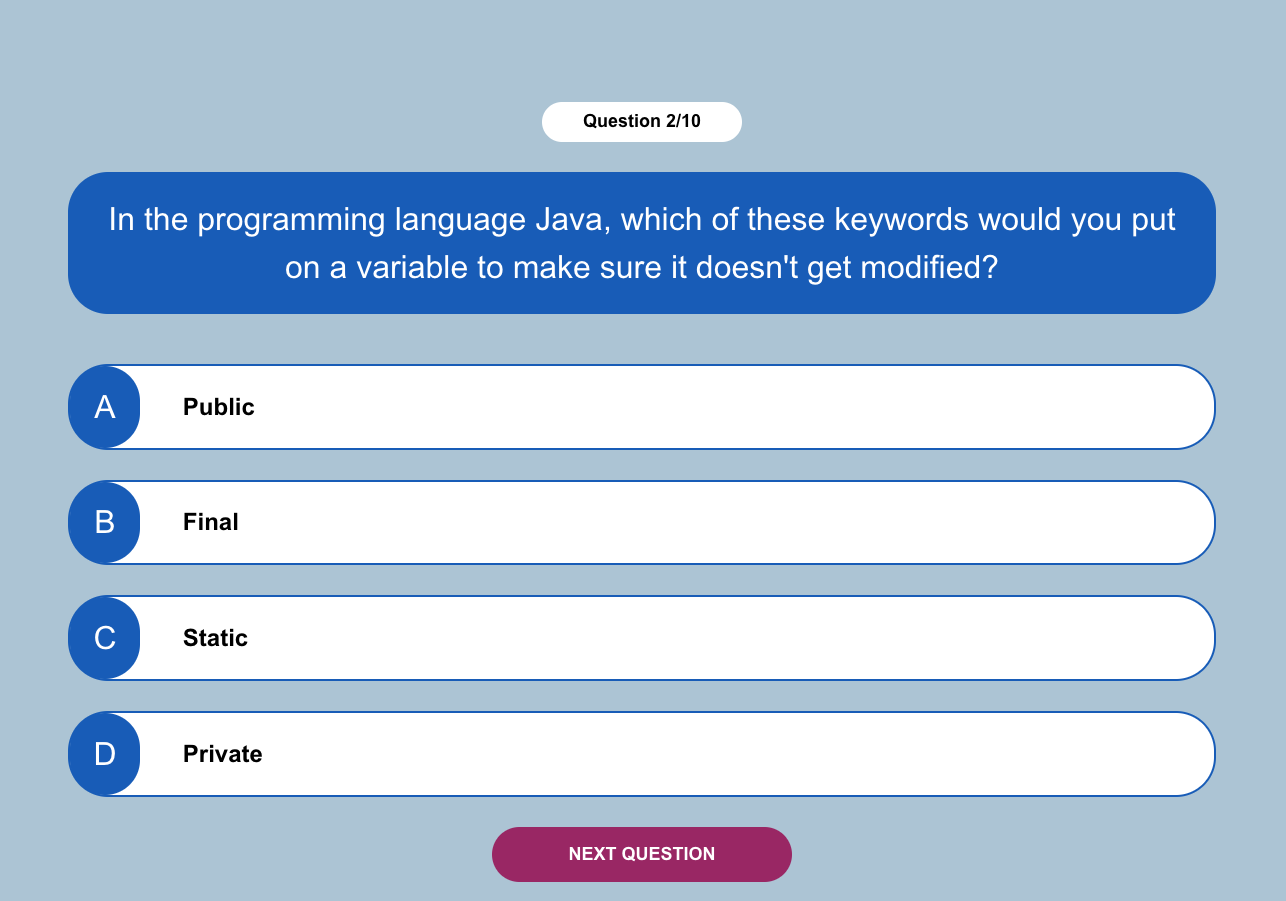 Question 2/10
In the programming language Java, which of these keywords would you put
on a variable to make sure it doesn't get modified?
A
Public
B
Final
C
Static
D
Private
NEXT QUESTION